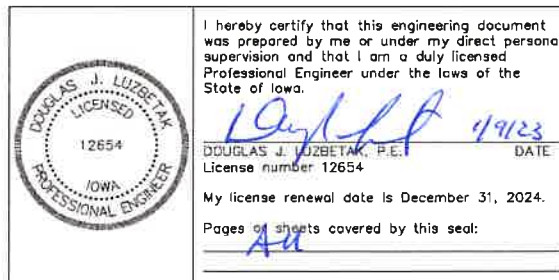 DOUGLAS J. LUZBETAK
LICENSED
12654
IOWA
PROFESSIONAL ENGINEER
I hereby certify that this engineering document
was prepared by me or under my direct persona
supervision and that I am a duly licensed
Professional Engineer under the laws of the
State of Iowa.
1/9/23
DOUGLAS J. LUZBETAK, P.E. DATE
License number 12654
My license renewal date is December 31, 2024.
Pages or sheets covered by this seal:
All